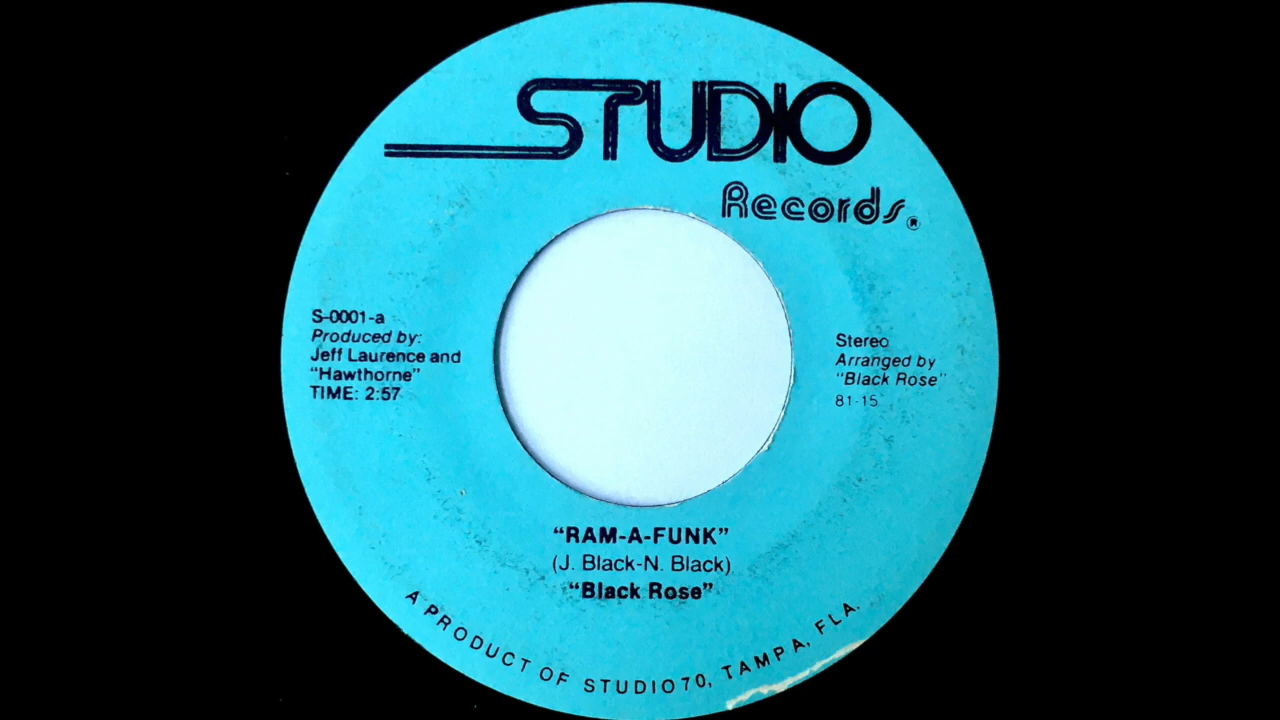 STUDIO
Records. ®
S-0001-a
Produced by:
Jeff Laurence and
"Hawthorne"
TIME: 2:57
Stereo
Arranged by
"Black Rose"
81-15
"RAM-A-FUNK"
(J. Black-N. Black)
"Black Rose"
A PRODUCT OF STUDIO70, TAMPA, FLA.